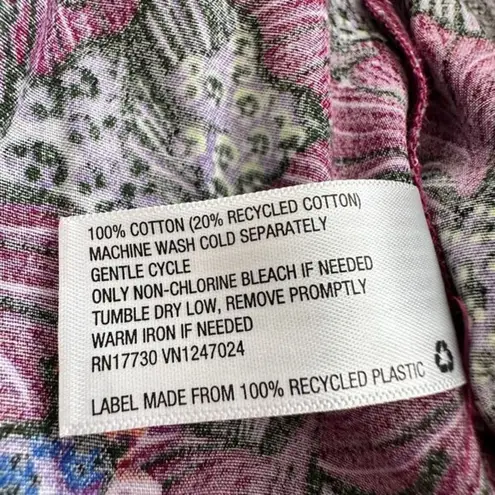 100% COTTON (20% RECYCLED COTTON)
MACHINE WASH COLD SEPARATELY
GENTLE CYCLE
ONLY NON-CHLORINE BLEACH IF NEEDED
TUMBLE DRY LOW, REMOVE PROMPTLY
WARM IRON IF NEEDED
RN17730 VN1247024
LABEL MADE FROM 100% RECYCLED PLASTIC